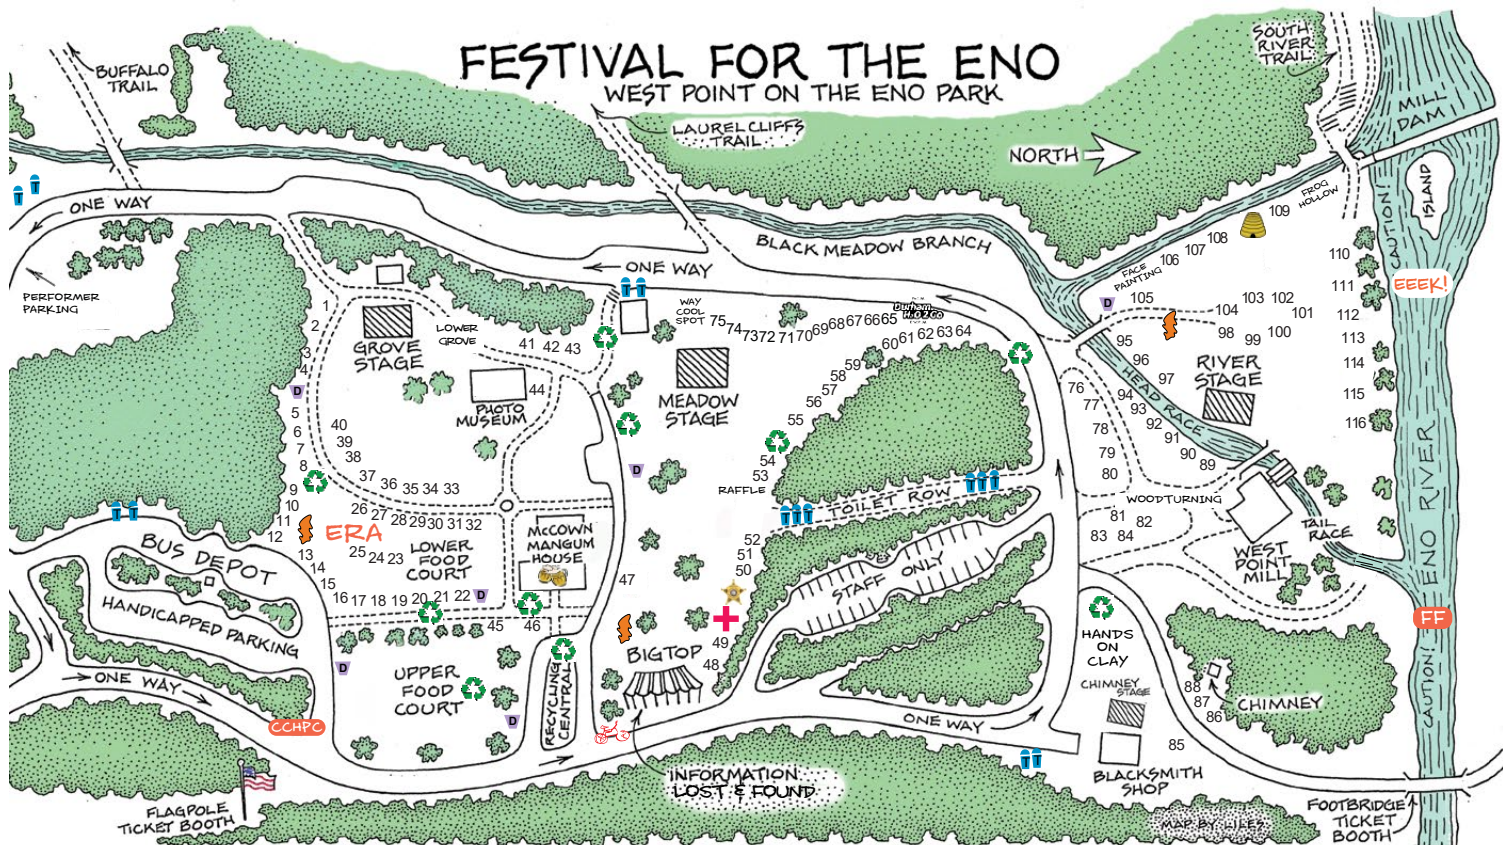 FESTIVAL FOR THE ENO
WEST POINT ON THE ENO PARK
BUFFALO
TRAIL
LAUREL CLIFFS
TRAIL
NORTH
SOUTH
RIVER
TRAIL
MILL
DAM
ISLAND
CAUTION!
EEEK!
FROG
HOLLOW
ONE WAY
PERFORMER
PARKING
BLACK MEADOW BRANCH
ONE WAY
FACE
PAINTING
109
108
107
106
105
104
103
102
101
100
99
98
97
96
95
94
93
92
91
90
89
110
111
112
113
114
115
116
RIVER
STAGE
HEAD RACE
1
2
3
4
D
5
6
7
8
9
10
11
12
13
14
15
16 17 18 19 20 21 22 D
GROVE
STAGE
LOWER
GROVE
41 42 43
44
PHOTO
MUSEUM
40
39
38
37
36 35 34 33
26 27 28 29 30 31 32
ERA
25 24 23
LOWER
FOOD
COURT
McCOWN
MANGUM
HOUSE
WAY
COOL
SPOT
75 74 73 72 71 70 69 68 67 66 65
Durham
H2O Co
64 63 62 61 60
59
58
57
56
55
54
53
RAFFLE
MEADOW
STAGE
D
TOILET ROW
52
51
50
49
48
47
46
45
STAFF ONLY
BIGTOP
76
77
78
79
80
WOODTURNING
81 82
83 84
WEST
POINT
MILL
TAIL
RACE
ENO RIVER
FF
CAUTION!
D
BUS DEPOT
HANDICAPPED PARKING
ONE WAY
CCHPC
D
UPPER
FOOD
COURT
D
RECYCLING
CENTRAL
HANDS
ON
CLAY
CHIMNEY
STAGE
88
87
86
85
CHIMNEY
ONE WAY
BLACKSMITH
SHOP
INFORMATION
LOST & FOUND
FLAGPOLE
TICKET BOOTH
FOOTBRIDGE
TICKET
BOOTH
MAP BY TILES